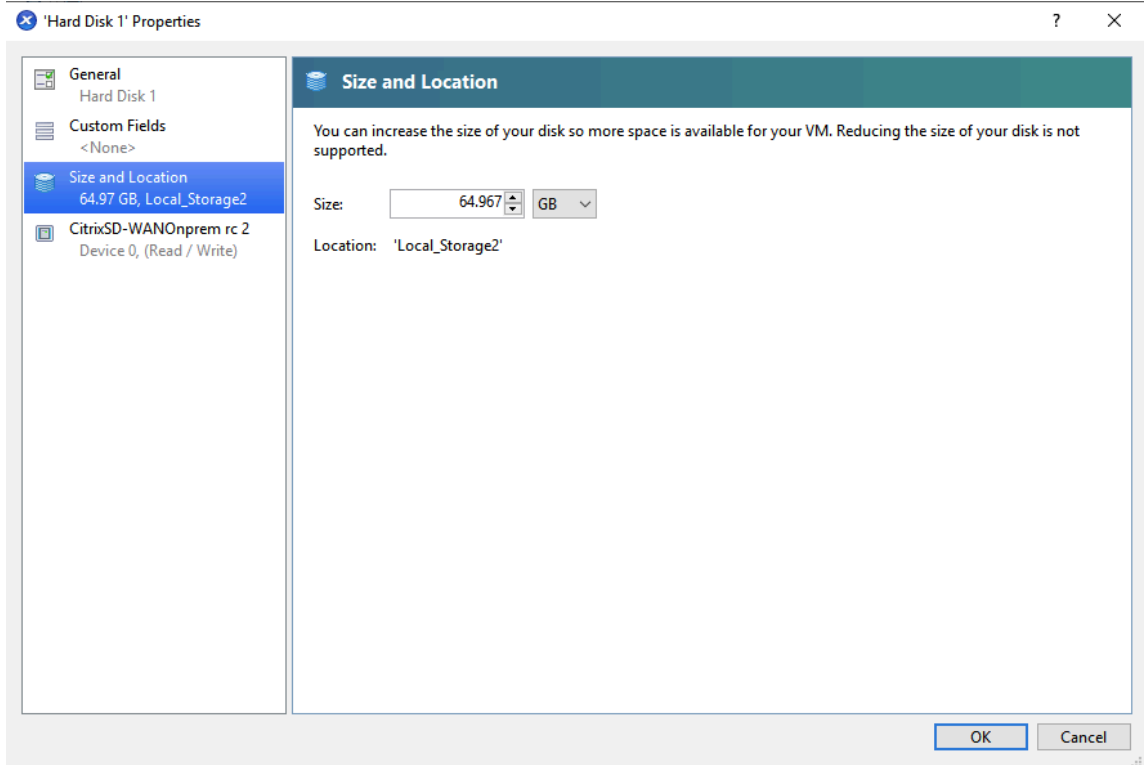 'Hard Disk 1' Properties
?
General
Hard Disk 1
Custom Fields
<None>
Size and Location
64.97 GB, Local_Storage2
CitrixSD-WANOnprem rc 2
Device 0, (Read / Write)
Size and Location
You can increase the size of your disk so more space is available for your VM. Reducing the size of your disk is not
supported.
Size: 64.967 GB
Location: 'Local_Storage2'
OK Cancel